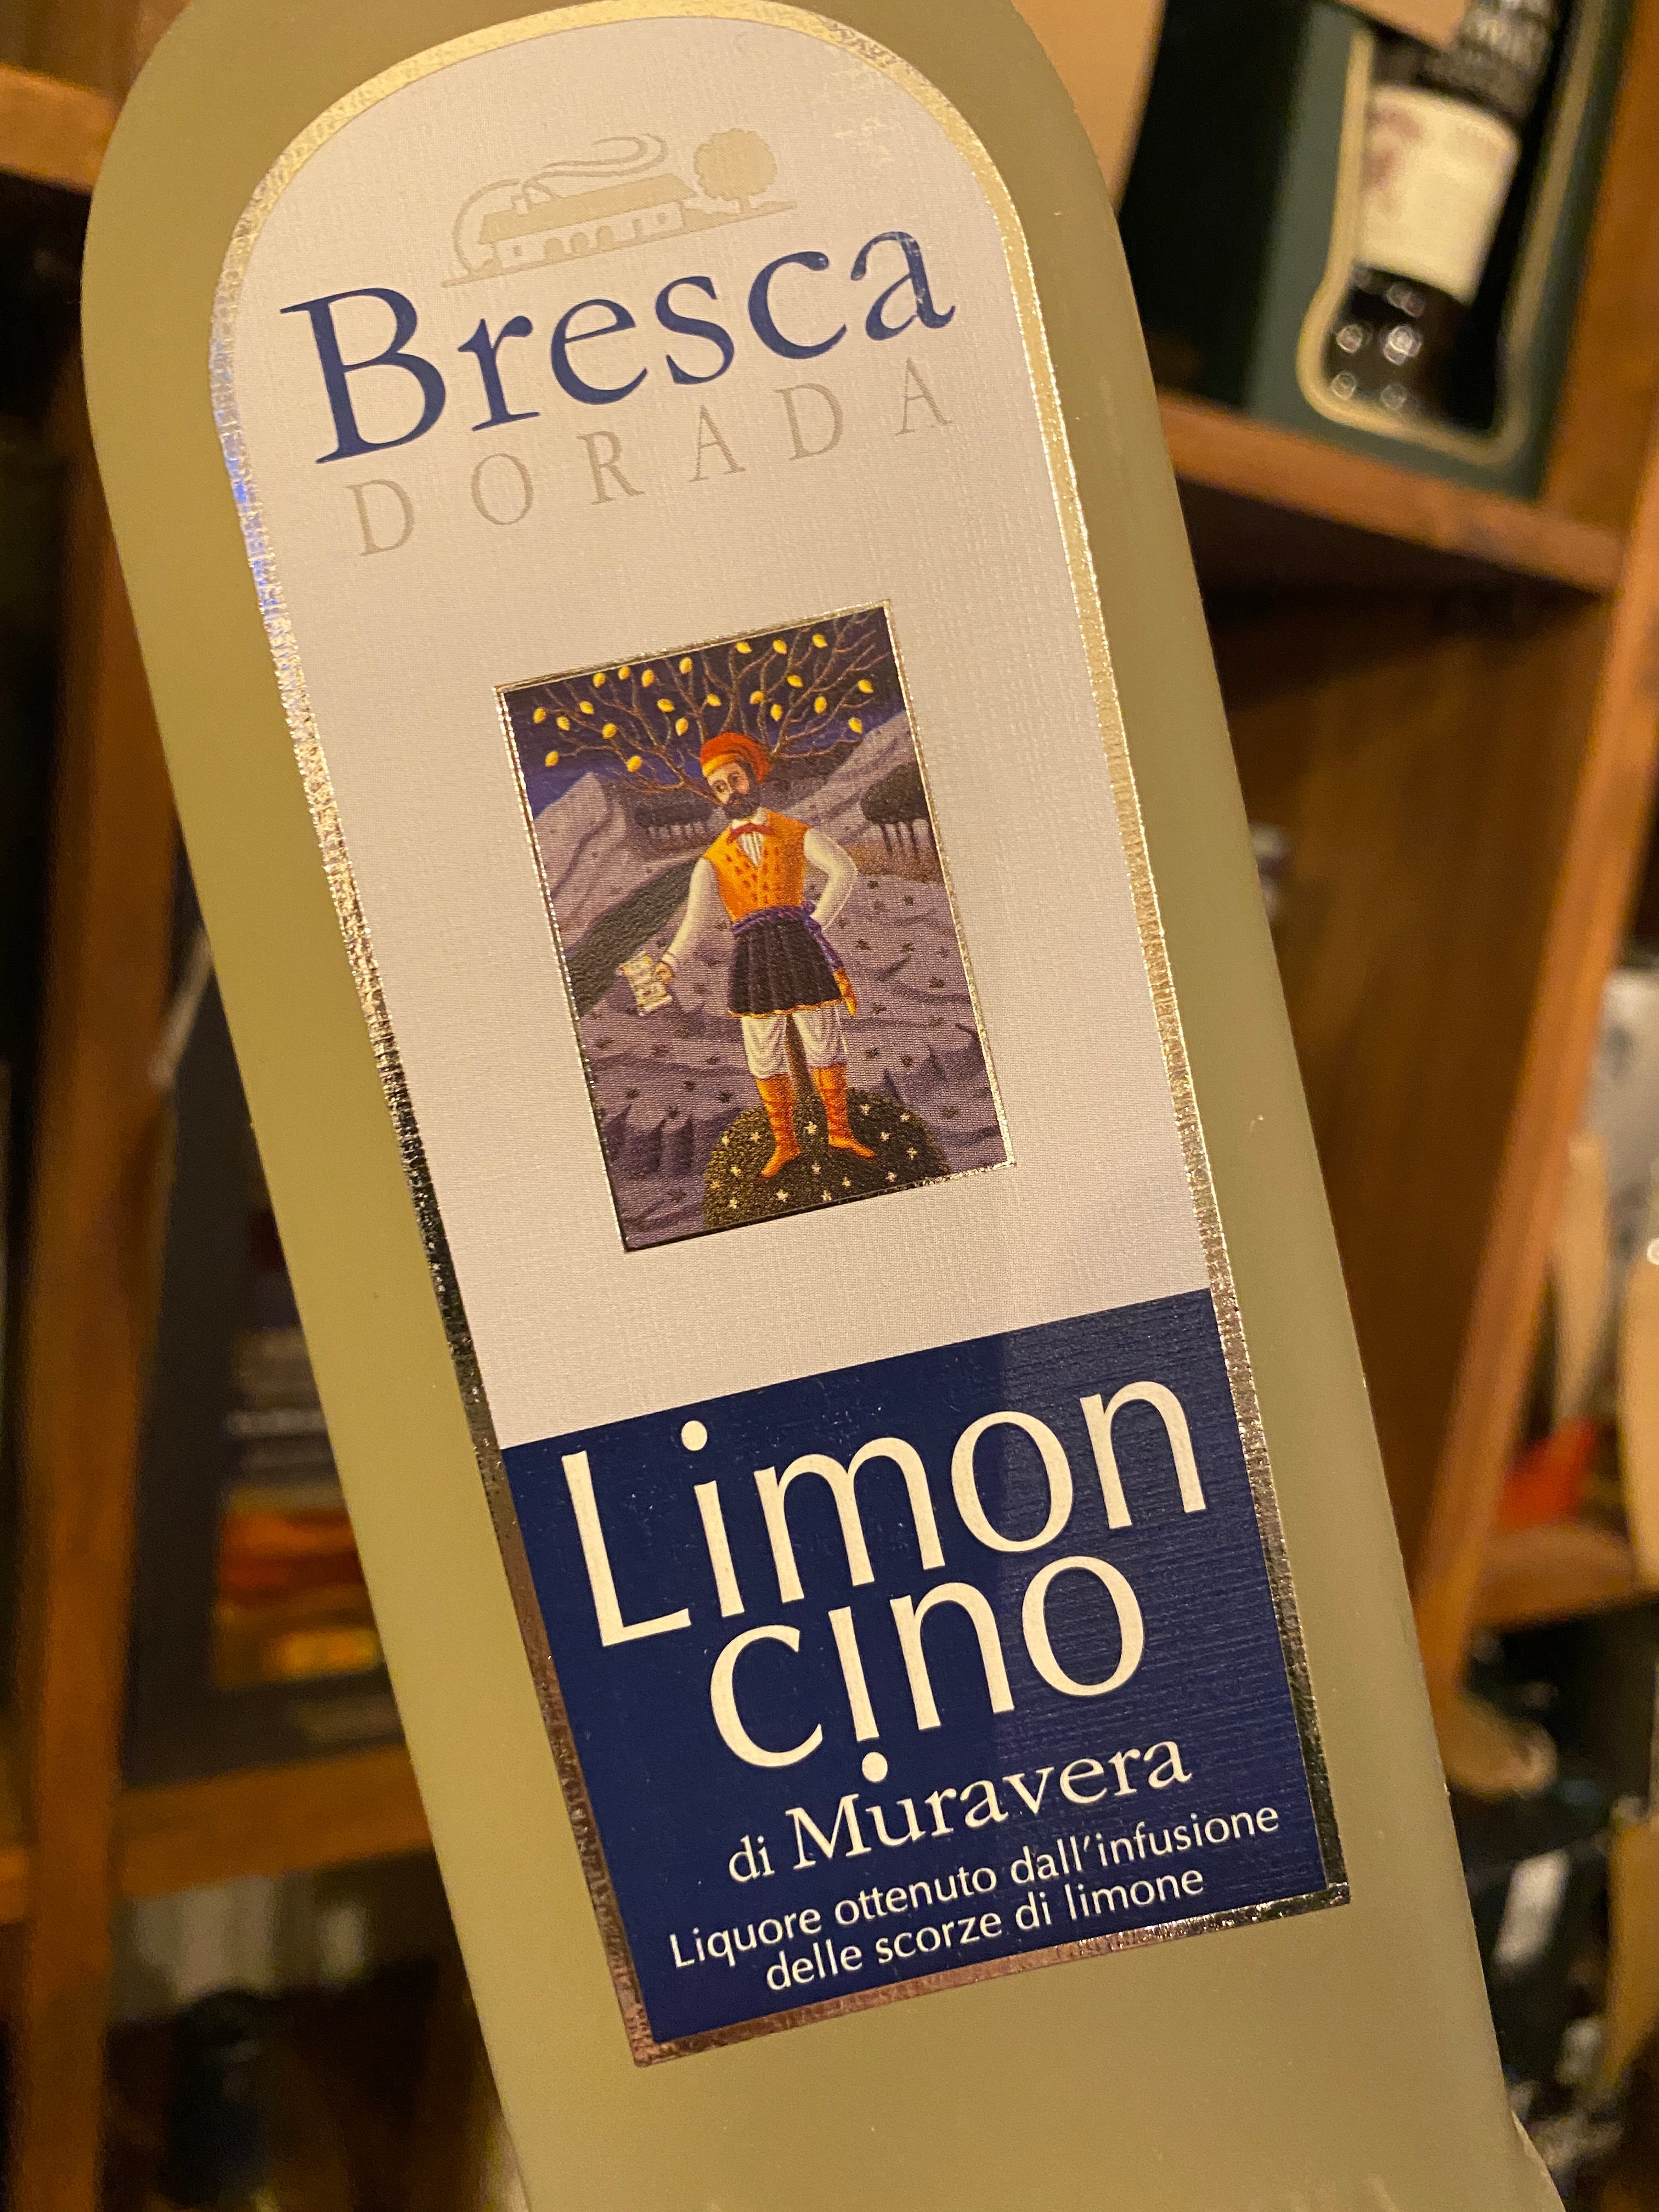 Bresca
DORADA
Limon
cino
di Muravera
Liquore ottenuto dall'infusione
delle scorze di limone